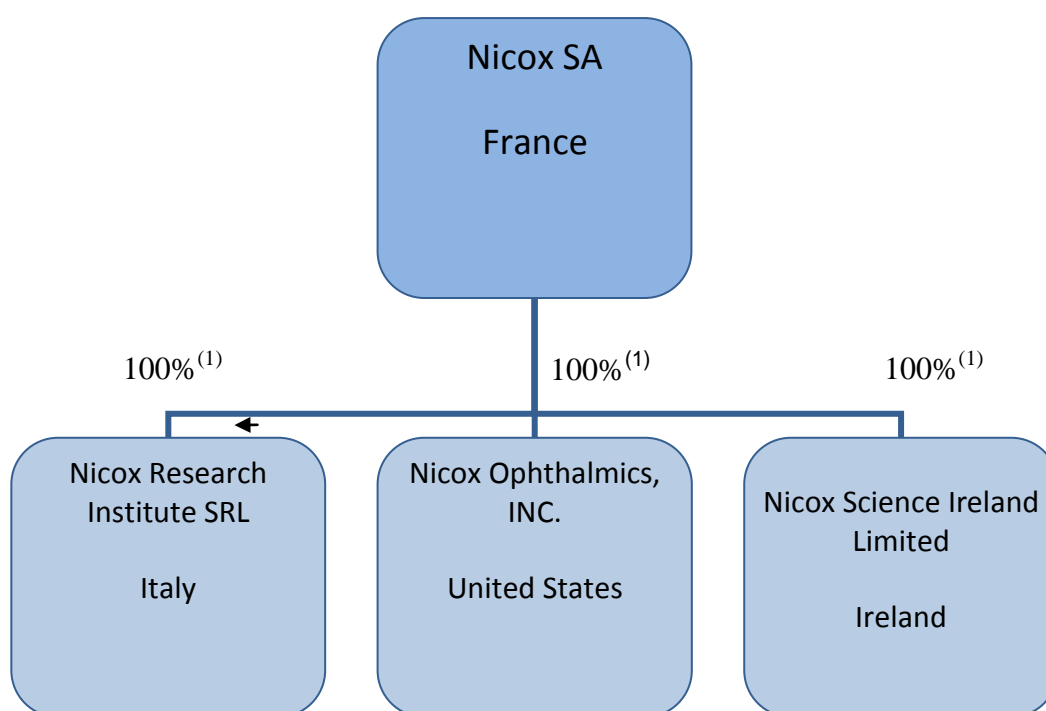 Nicox SA
France
100%(1)
100%(1)
100%(1)
Nicox Research
Institute SRL
Italy
Nicox Ophthalmics,
INC.
United States
Nicox Science Ireland
Limited
Ireland